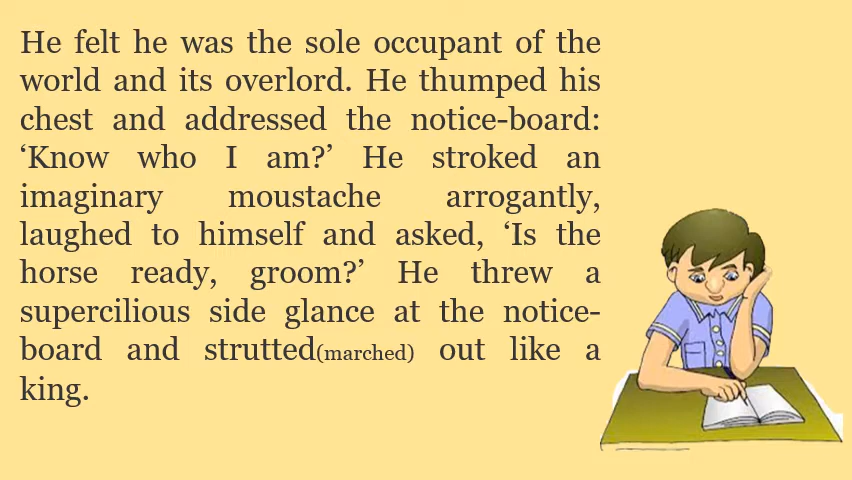 He felt he was the sole occupant of the
world and its overlord. He thumped his
chest and addressed the notice-board:
‘Know who I am?’ He stroked an
imaginary moustache arrogantly,
laughed to himself and asked, ‘Is the
horse ready, groom?’ He threw a
supercilious side glance at the notice-
board and strutted(marched) out like a
king.